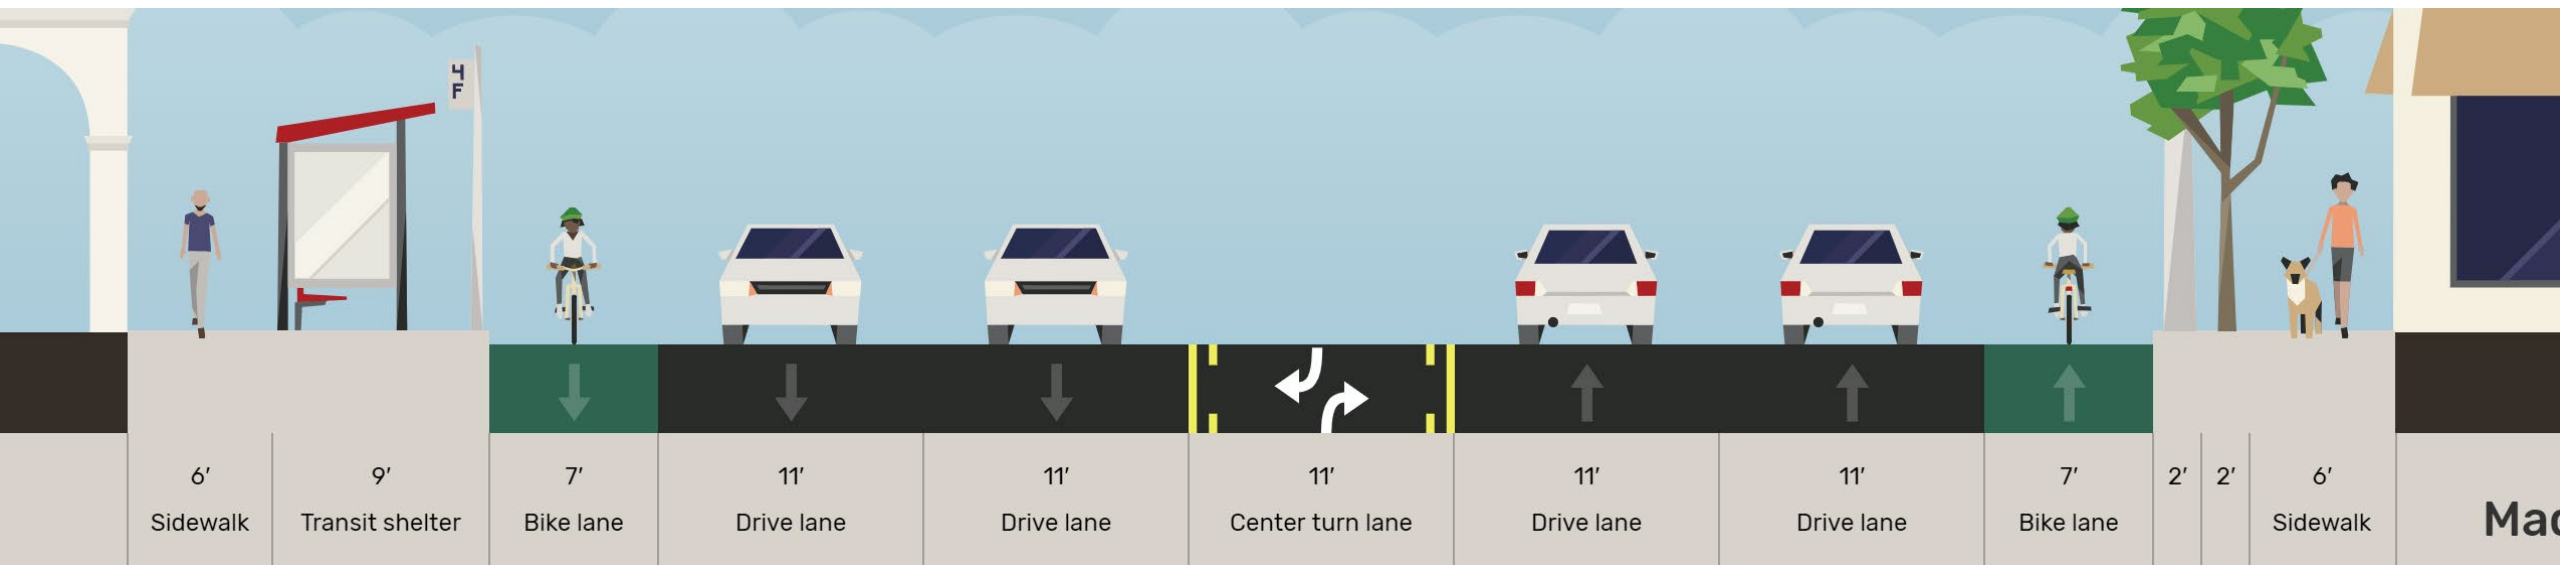 4
F
6′ 9′ 7′ 11′ 11′ 11′ 11′ 11′ 7′ 2′ 2′ 6′
Sidewalk Transit shelter Bike lane Drive lane Drive lane Center turn lane Drive lane Drive lane Bike lane Sidewalk